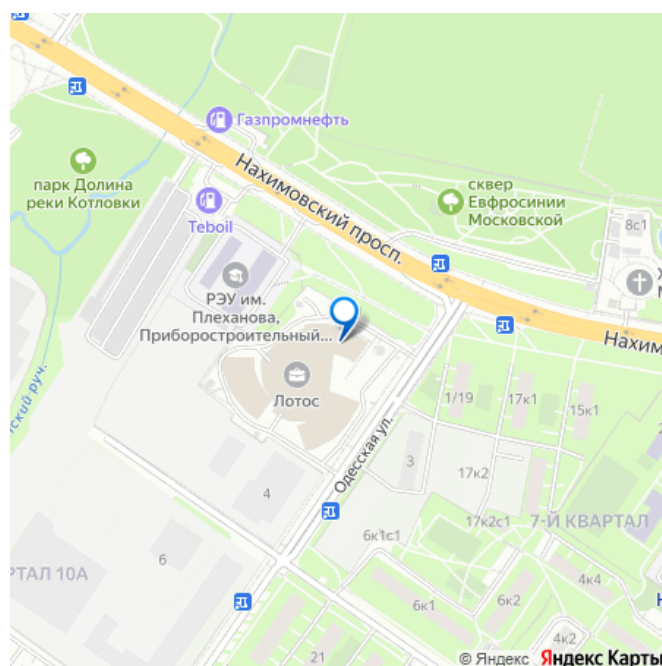 Газпромнефть
парк Долина
реки Котловки
Teboil
Нахимовский просп.
сквер
Евфросинии
Московской
8с1
РЭУ им.
Плеханова,
Приборостроительный...
Лотос
Х
М
Нахим
1/19
17к1
15к1
ский руч.
Одесская ул.
3
17к2
4
17к2с1
7-Й КВАРТАЛ
6к1с1
6
РТАЛ 10А
4к4
6к1
6к2
Н
4к2
21
© Яндекс Яндекс Карты